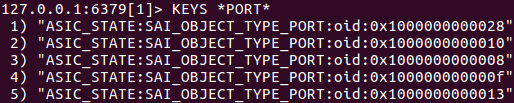 127.0.0.1:6379[1]> KEYS *PORT*
1) "ASIC_STATE:SAI_OBJECT_TYPE_PORT:oid:0x1000000000028"
2) "ASIC_STATE:SAI_OBJECT_TYPE_PORT:oid:0x1000000000010"
3) "ASIC_STATE:SAI_OBJECT_TYPE_PORT:oid:0x1000000000008"
4) "ASIC_STATE:SAI_OBJECT_TYPE_PORT:oid:0x100000000000f"
5) "ASIC_STATE:SAI_OBJECT_TYPE_PORT:oid:0x1000000000013"